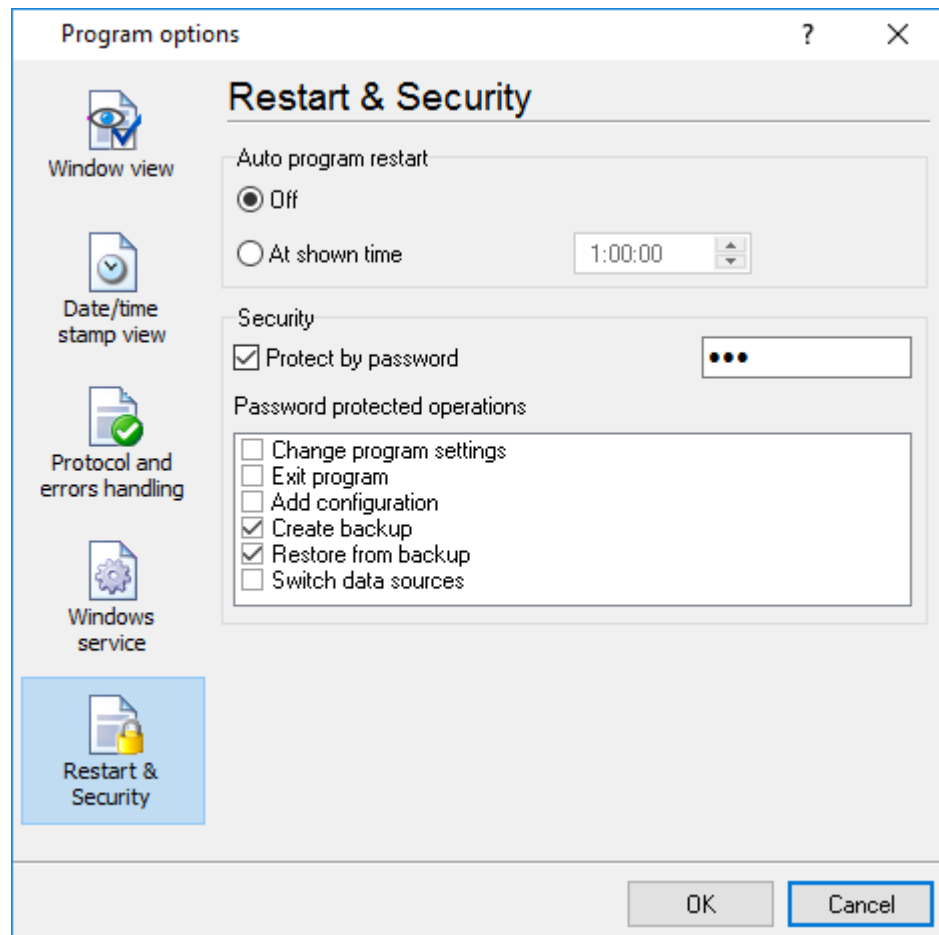 Program options
Window view
Date/time
stamp view
Protocol and
errors handling
Windows
service
Restart &
Security
Restart & Security
Auto program restart
Off
At shown time
1:00:00
Security
Protect by password
•••
Password protected operations
Change program settings
Exit program
Add configuration
Create backup
Restore from backup
Switch data sources
OK
Cancel